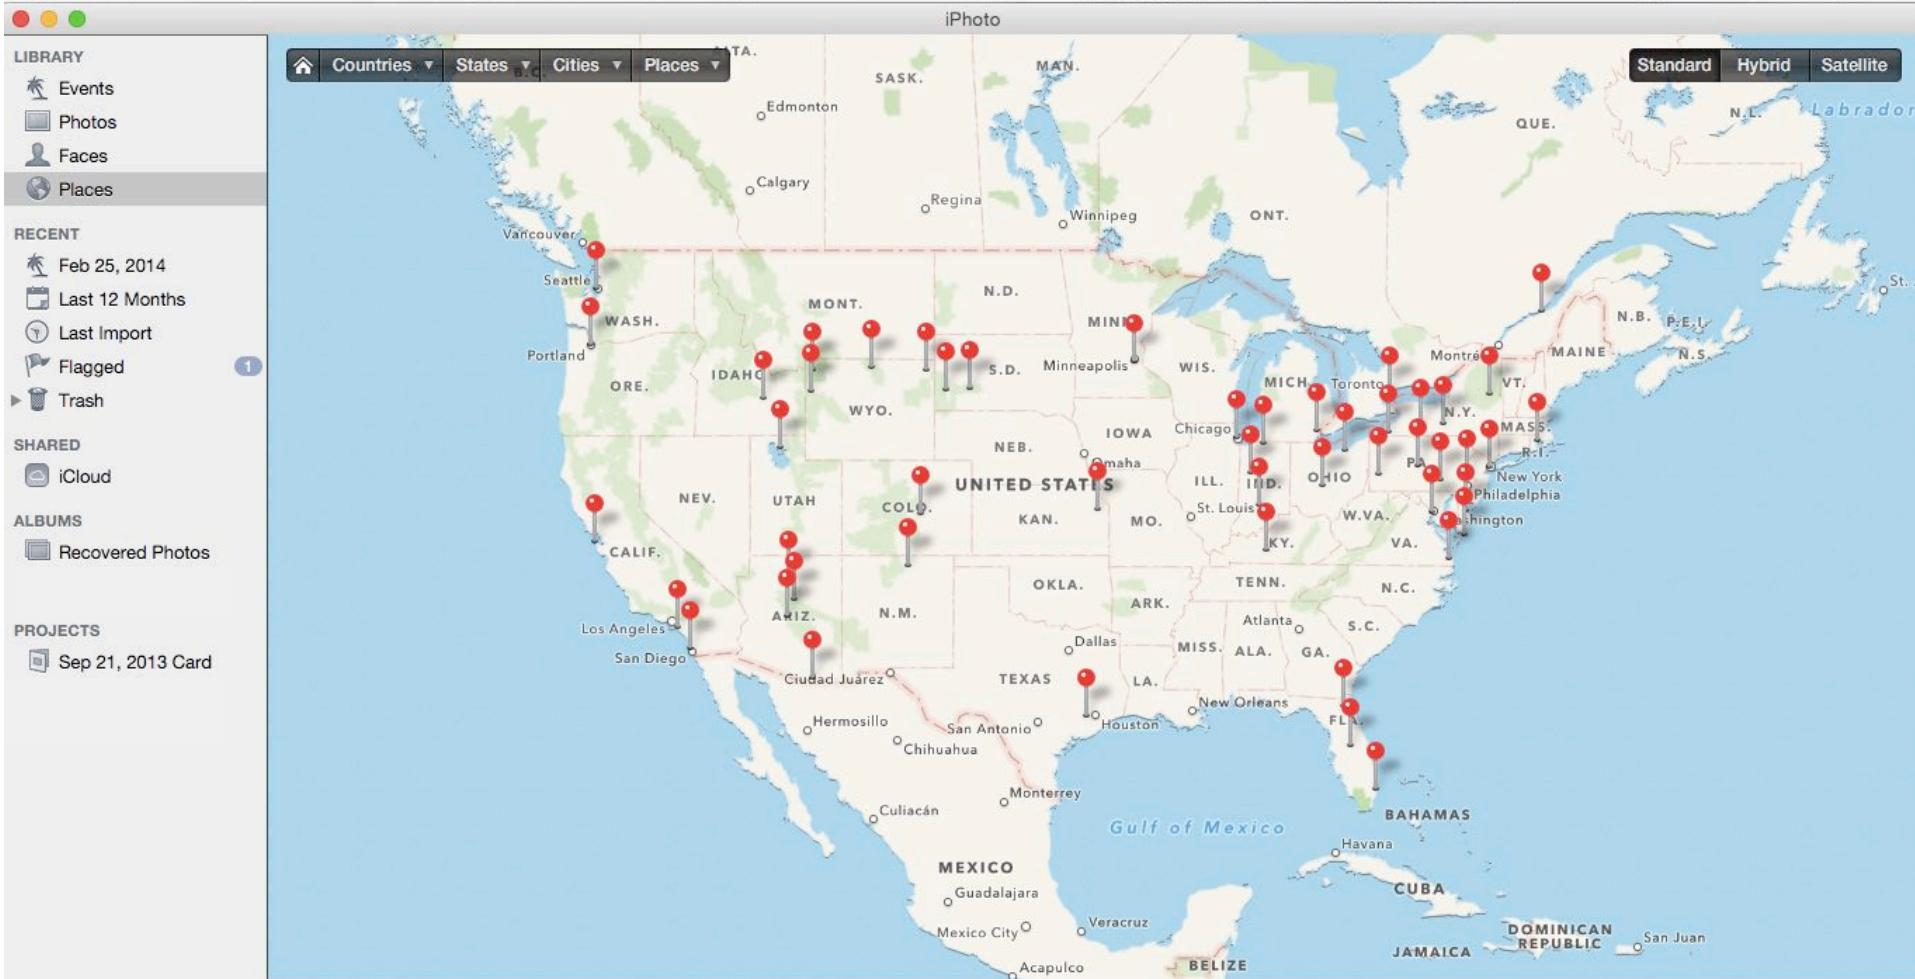 iPhoto
LIBRARY
Events
Photos
Faces
Places
RECENT
Feb 25, 2014
Last 12 Months
Last Import
Flagged 1
Trash
SHARED
iCloud
ALBUMS
Recovered Photos
PROJECTS
Sep 21, 2013 Card
Countries States Cities Places
Standard Hybrid Satellite
SASK.
MAN.
Edmonton
N.L.
Labrador
QUE.
Calgary
Regina
Winnipeg
ONT.
Vancouver
Seattle
St.
N.D.
MONT.
N.B.
P.E.I.
WASH.
Portland
Minneapolis
WIS.
MAINE
N.S.
S.D.
ORE.
MICH.
Toronto
VT.
WYO.
N.Y.
Chicago
IOWA
MASS.
NEB.
R.I.
UNITED STATES
ILL.
IND.
OHIO
New York
NEV.
UTAH
Philadelphia
St. Louis
KAN.
MO.
W.VA.
CALIF.
KY.
VA.
OKLA.
TENN.
N.C.
ARK.
N.M.
ARIZ.
Los Angeles
Atlanta
S.C.
San Diego
Dallas
MISS.
ALA.
GA.
Ciudad Juárez
TEXAS
LA.
New Orleans
Hermosillo
San Antonio
Houston
FLA.
Chihuahua
Monterrey
Culiacán
Gulf of Mexico
BAHAMAS
Havana
MEXICO
Guadalajara
CUBA
Mexico City
Veracruz
DOMINICAN
REPUBLIC
San Juan
JAMAICA
Acapulco
BELIZE